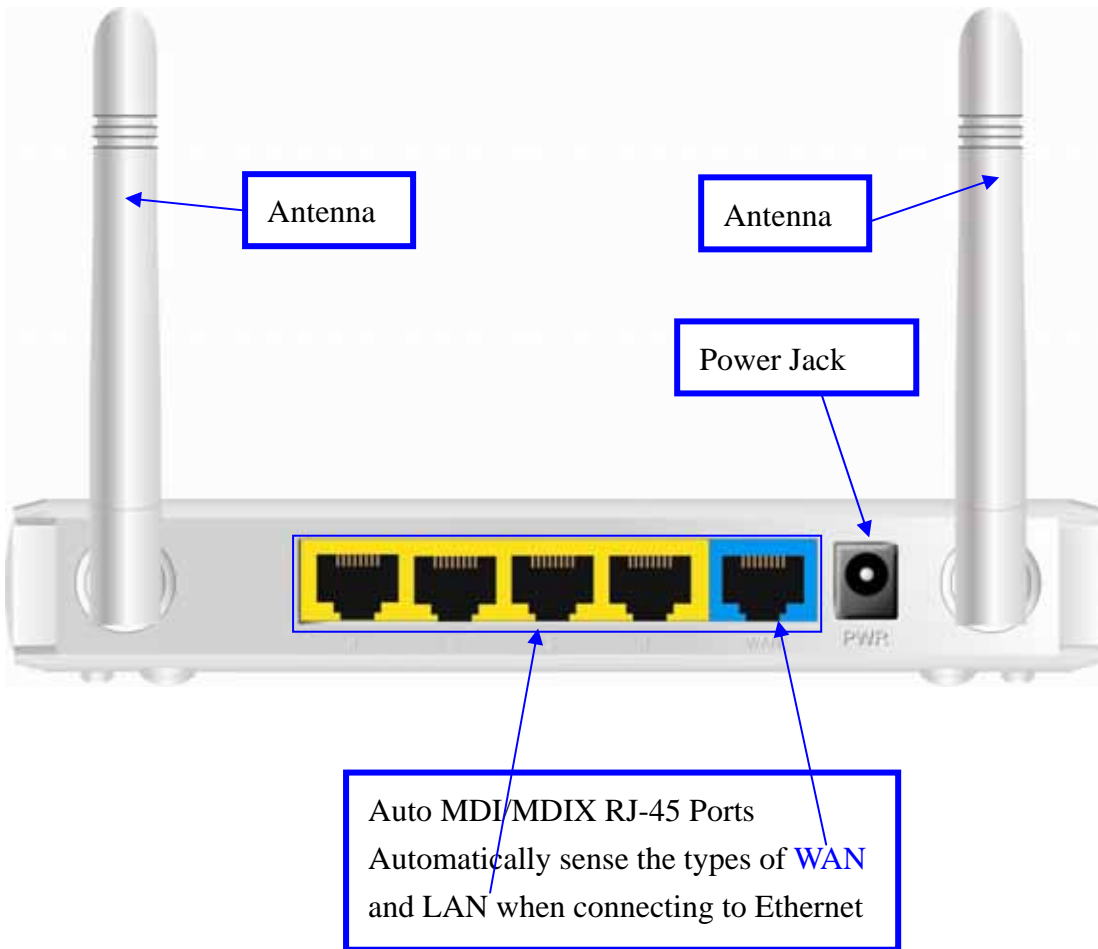 Antenna
Antenna
Power Jack
WAN
PWR
Auto MDI/MDIX RJ-45 Ports
Automatically sense the types of WAN
and LAN when connecting to Ethernet